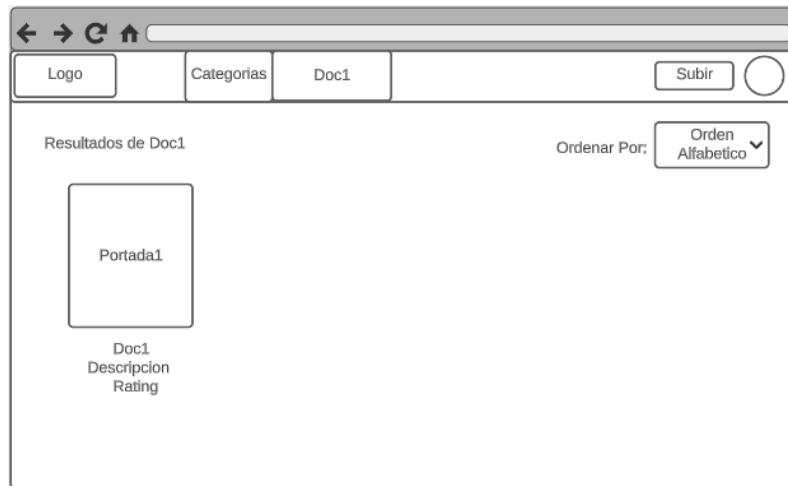 Logo
Categorias
Doc1
Subir
Resultados de Doc1
Ordenar Por;
Orden
Alfabetico
Portada1
Doc1
Descripcion
Rating